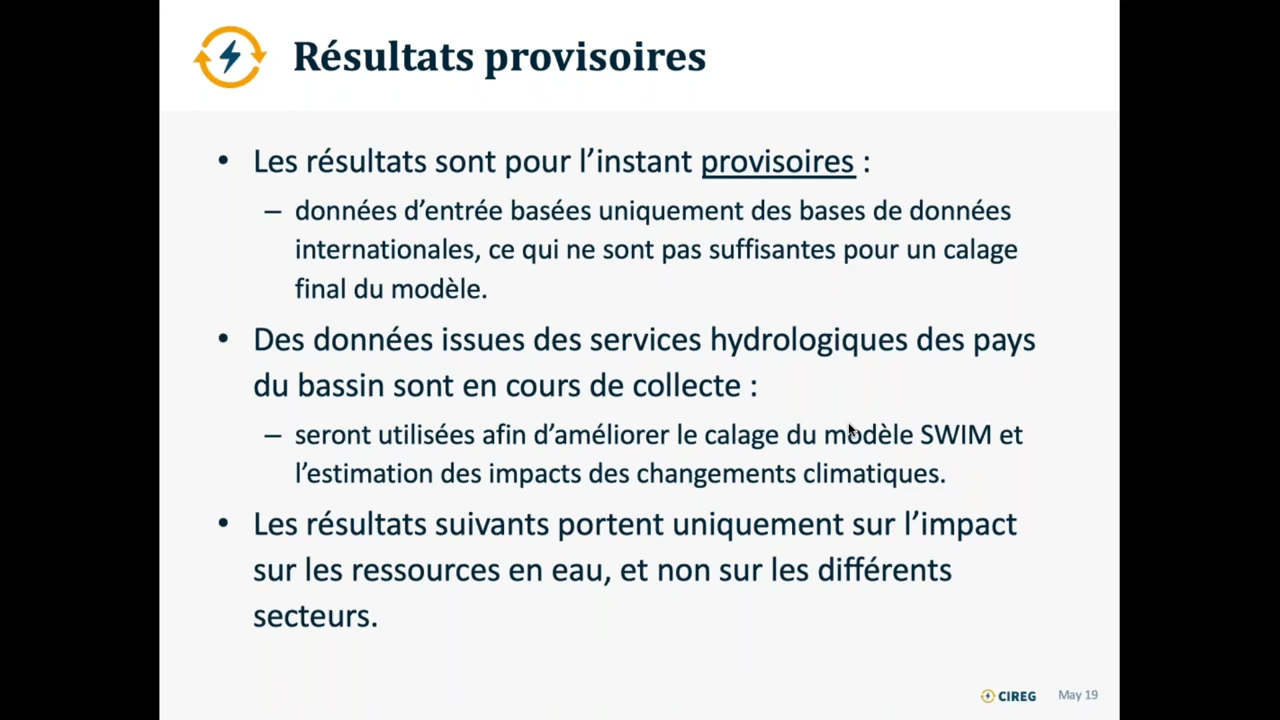 Résultats provisoires
• Les résultats sont pour l’instant provisoires :
– données d’entrée basées uniquement des bases de données
internationales, ce qui ne sont pas suffisantes pour un calage
final du modèle.
• Des données issues des services hydrologiques des pays
du bassin sont en cours de collecte :
– seront utilisées afin d’améliorer le calage du modèle SWIM et
l’estimation des impacts des changements climatiques.
• Les résultats suivants portent uniquement sur l’impact
sur les ressources en eau, et non sur les différents
secteurs.
CIREG May 19